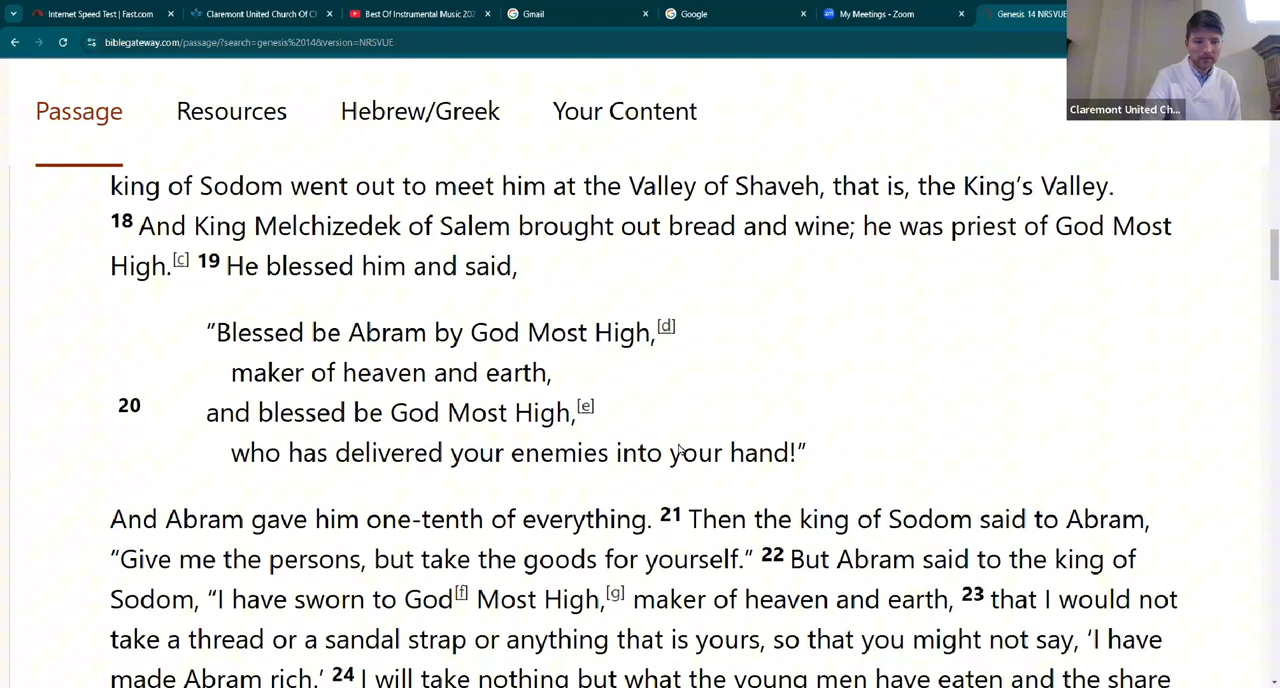 Internet Speed Test | Fast.com
Claremont United Church Of Ch
Best Of Instrumental Music 202
Gmail
Google
My Meetings - Zoom
Genesis 14 NRSVUE
biblegateway.com/passage/?search=genesis%2014&version=NRSVUE
Claremont United Ch...
Passage
Resources
Hebrew/Greek
Your Content
king of Sodom went out to meet him at the Valley of Shaveh, that is, the King’s Valley.
18 And King Melchizedek of Salem brought out bread and wine; he was priest of God Most
High.[c] 19 He blessed him and said,
“Blessed be Abram by God Most High,[d]
maker of heaven and earth,
20 and blessed be God Most High,[e]
who has delivered your enemies into your hand!”
And Abram gave him one-tenth of everything. 21 Then the king of Sodom said to Abram,
“Give me the persons, but take the goods for yourself.” 22 But Abram said to the king of
Sodom, “I have sworn to God[f] Most High,[g] maker of heaven and earth, 23 that I would not
take a thread or a sandal strap or anything that is yours, so that you might not say, ‘I have
made Abram rich.’ 24 I will take nothing but what the young men have eaten and the share